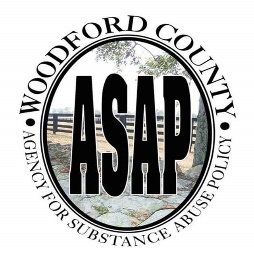 • WOODFORD COUNTY •
ASAP
AGENCY FOR SUBSTANCE ABUSE POLICY